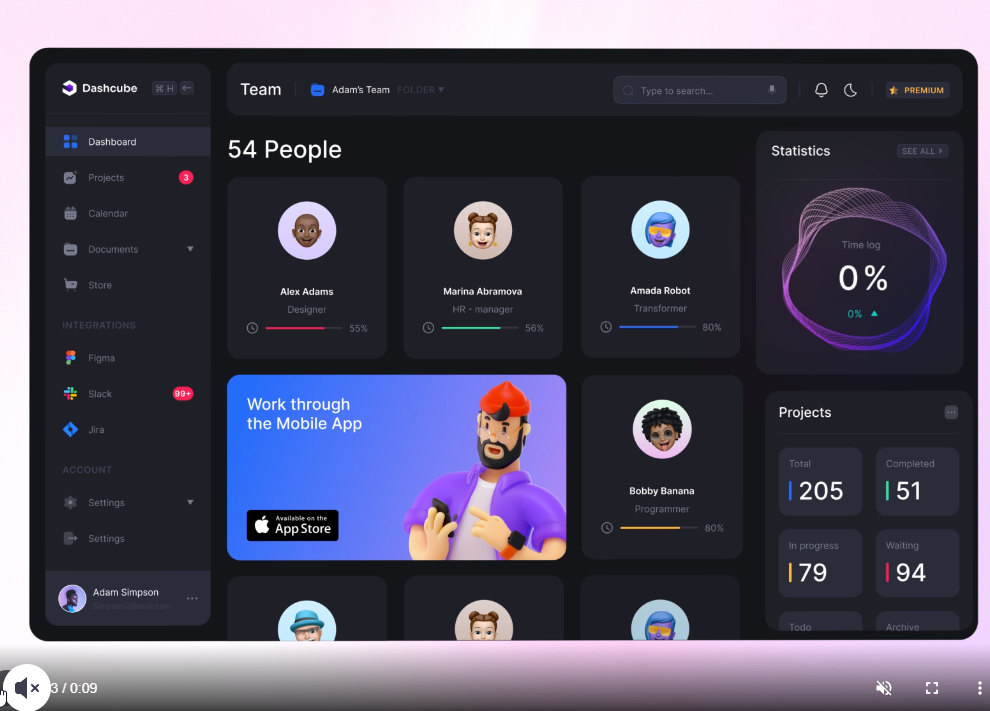 Dashcube
⌘ H
Team
Adam's Team FOLDER
Type to search...
PREMIUM
Dashboard
Projects 3
Calendar
Documents
Store
INTEGRATIONS
Figma
Slack 99+
Jira
ACCOUNT
Settings
Settings
Adam Simpson
54 People
Alex Adams
Designer
55%
Marina Abramova
HR - manager
56%
Amada Robot
Transformer
80%
Work through
the Mobile App
Available on the
App Store
Bobby Banana
Programmer
80%
Statistics
SEE ALL >
Time log
0%
0%
Projects
Total
205
Completed
51
In progress
79
Waiting
94
Todo
Archive
3 / 0:09